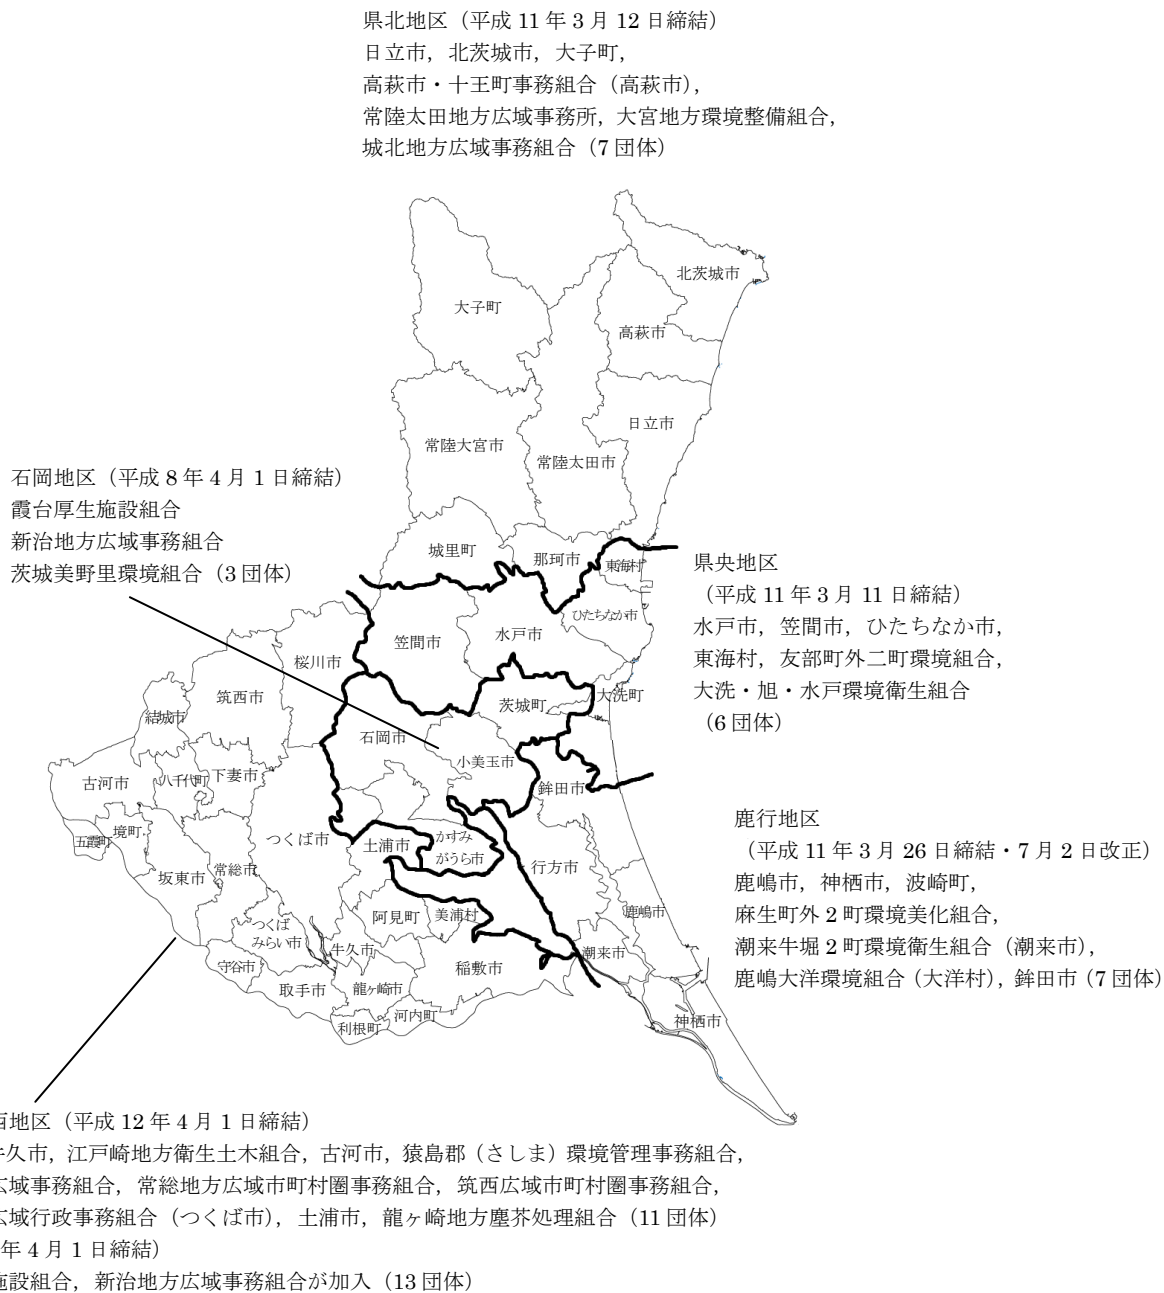 県北地区（平成 11 年 3 月 12 日締結）
日立市，北茨城市，大子町，
高萩市・十王町事務組合（高萩市），
常陸太田地方広域事務所，大宮地方環境整備組合，
城北地方広域事務組合（7 団体）
北茨城市
大子町
高萩市
日立市
常陸大宮市
常陸太田市
石岡地区（平成 8 年 4 月 1 日締結）
霞台厚生施設組合
新治地方広域事務組合
茨城美野里環境組合（3 団体）
城里町
那珂市
東海村
県央地区
（平成 11 年 3 月 11 日締結）
水戸市，笠間市，ひたちなか市，
東海村，友部町外二町環境組合，
大洗・旭・水戸環境衛生組合
（6 団体）
ひたちなか市
水戸市
笠間市
桜川市
筑西市
大洗町
茨城町
結城市
石岡市
小美玉市
古河市
八千代町
下妻市
鉾田市
境町
五霞町
つくば市
土浦市
かすみ
がうら市
坂東市
常総市
行方市
鹿行地区
（平成 11 年 3 月 26 日締結・7 月 2 日改正）
鹿嶋市，神栖市，波崎町，
麻生町外 2 町環境美化組合，
潮来牛堀 2 町環境衛生組合（潮来市），
鹿嶋大洋環境組合（大洋村），鉾田市（7 団体）
阿見町
美浦村
鹿嶋市
つくば
みらい市
牛久市
潮来市
守谷市
取手市
龍ヶ崎市
稲敷市
利根町
河内町
神栖市
西地区（平成 12 年 4 月 1 日締結）
牛久市，江戸崎地方衛生土木組合，古河市，猿島郡（さしま）環境管理事務組合，
広域事務組合，常総地方広域市町村圏事務組合，筑西広域市町村圏事務組合，
広域行政事務組合（つくば市），土浦市，龍ヶ崎地方塵芥処理組合（11 団体）
年 4 月 1 日締結）
施設組合，新治地方広域事務組合が加入（13 団体）